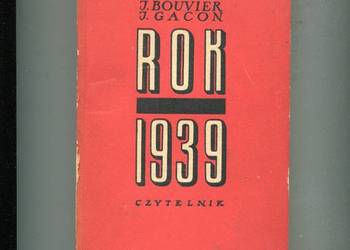 J. BOUVIER
J. GACON
ROK
1939
CZYTELNIK